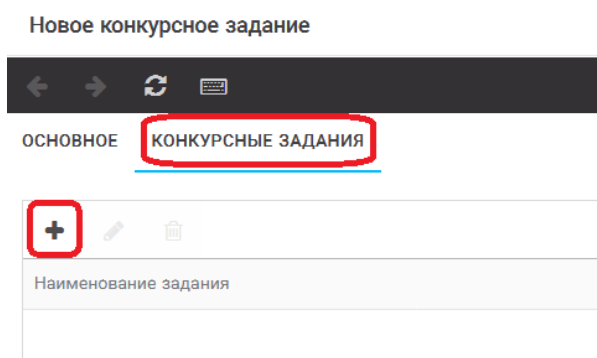 Новое конкурсное задание
ОСНОВНОЕ КОНКУРСНЫЕ ЗАДАНИЯ
Наименование задания